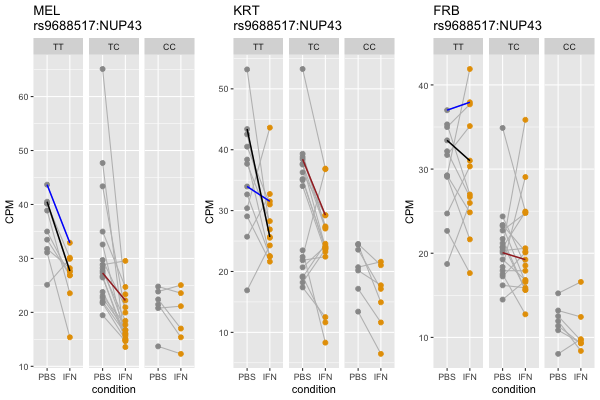 MEL
rs9688517:NUP43
TT TC CC
60
50
40
30
20
10
CPM
PBS IFN PBS IFN PBS IFN
condition
KRT
rs9688517:NUP43
TT TC CC
50
40
30
20
10
CPM
PBS IFN PBS IFN PBS IFN
condition
FRB
rs9688517:NUP43
TT TC CC
40
30
20
10
CPM
PBS IFN PBS IFN PBS IFN
condition